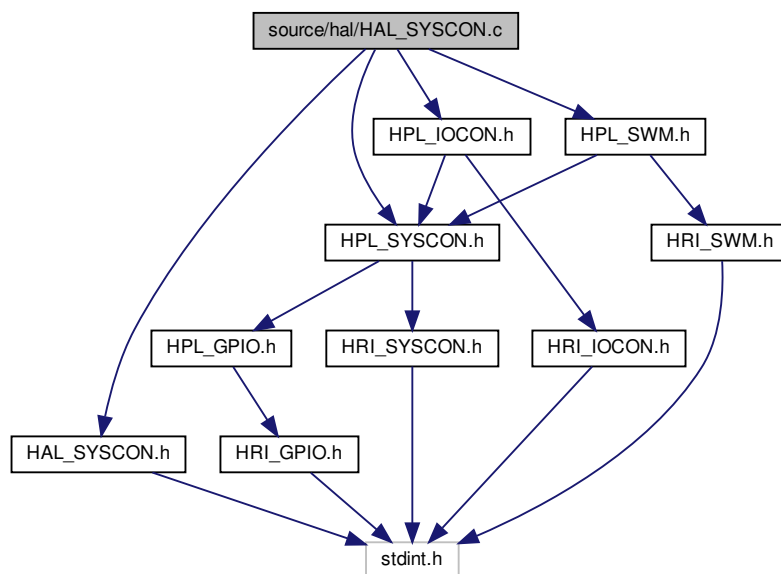 source/hal/HAL_SYSCON.c
HPL_IOCON.h
HPL_SWM.h
HPL_SYSCON.h
HRI_SWM.h
HPL_GPIO.h
HRI_SYSCON.h
HRI_IOCON.h
HAL_SYSCON.h
HRI_GPIO.h
stdint.h